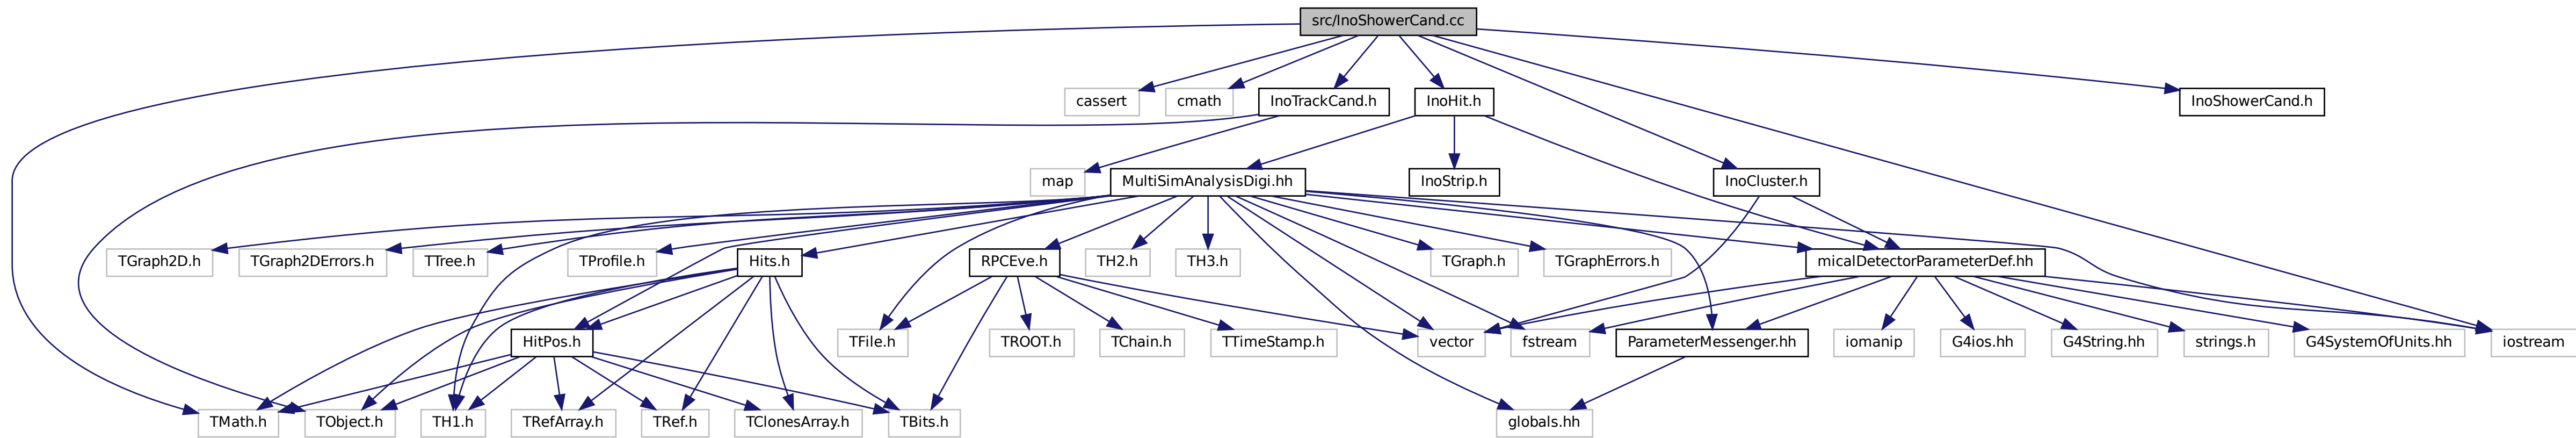 src/InoShowerCand.cc
cassert
cmath
InoTrackCand.h
InoHit.h
InoShowerCand.h
map
MultiSimAnalysisDigi.hh
InoStrip.h
InoCluster.h
TGraph2D.h
TGraph2DErrors.h
TTree.h
TProfile.h
Hits.h
RPCEve.h
TH2.h
TH3.h
TGraph.h
TGraphErrors.h
micalDetectorParameterDef.hh
HitPos.h
TFile.h
TROOT.h
TChain.h
TTimeStamp.h
vector
fstream
ParameterMessenger.hh
iomanip
G4ios.hh
G4String.hh
strings.h
G4SystemOfUnits.hh
iostream
TMath.h
TObject.h
TH1.h
TRefArray.h
TRef.h
TClonesArray.h
TBits.h
globals.hh